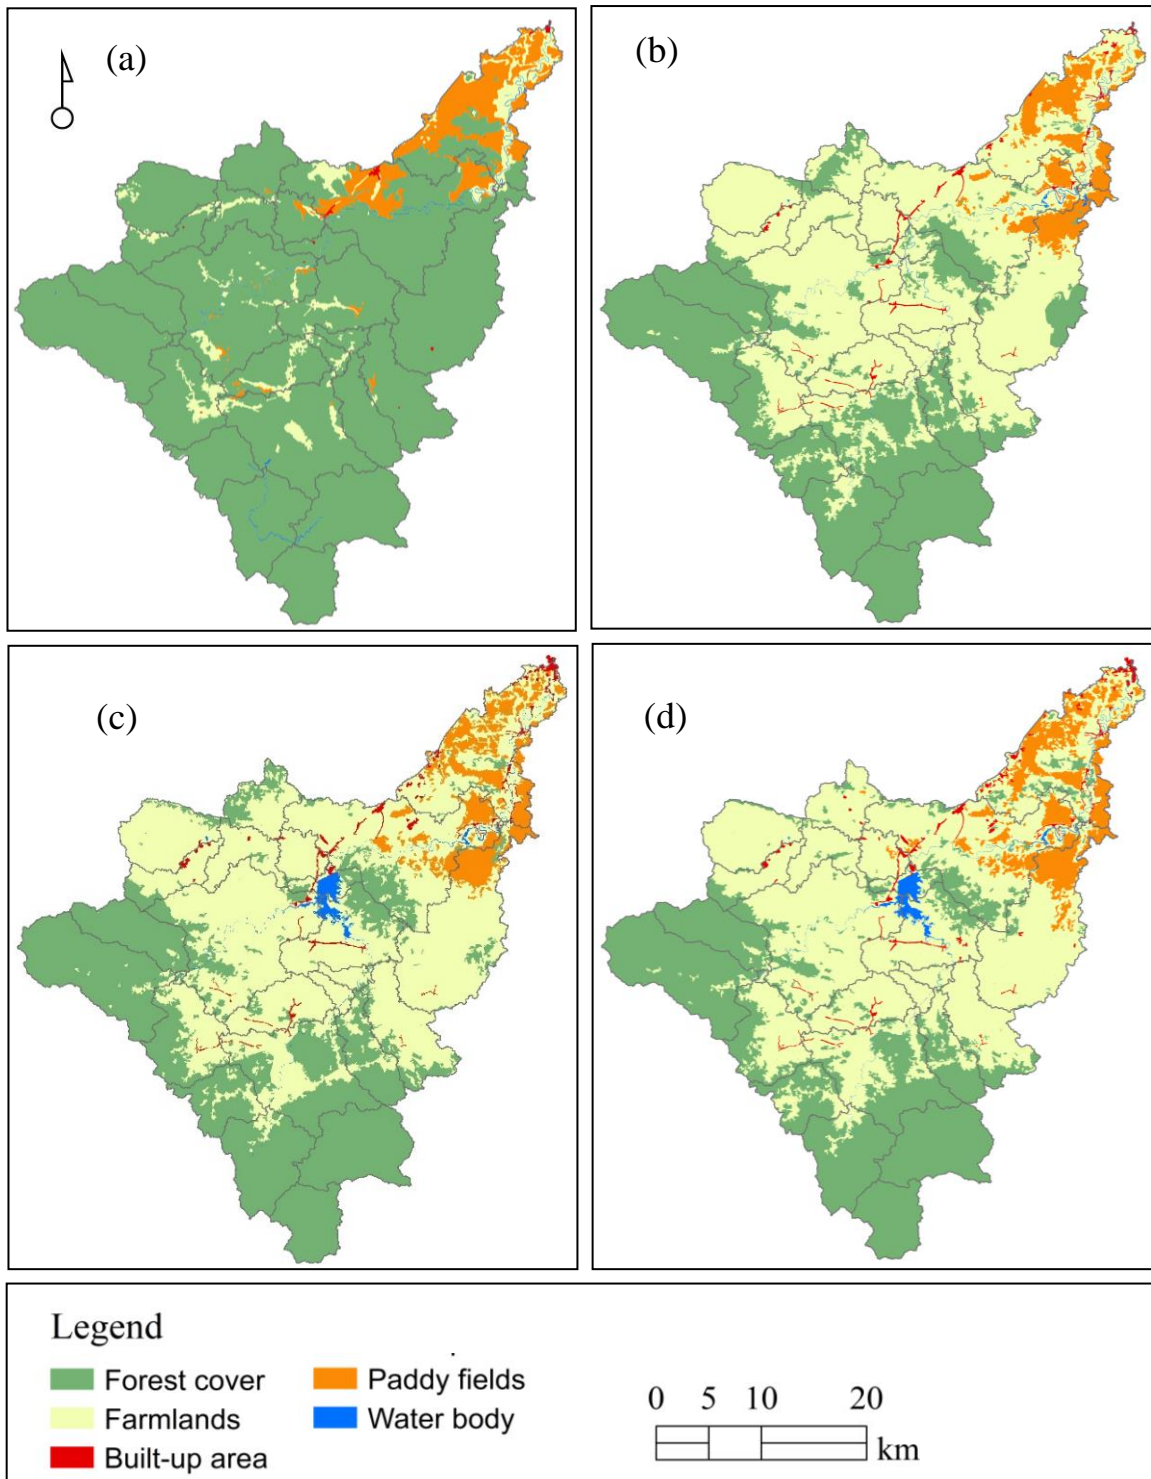 (a)
(b)
(c)
(d)
Legend
Forest cover
Paddy fields
Farmlands
Water body
Built-up area
0 5 10 20
km